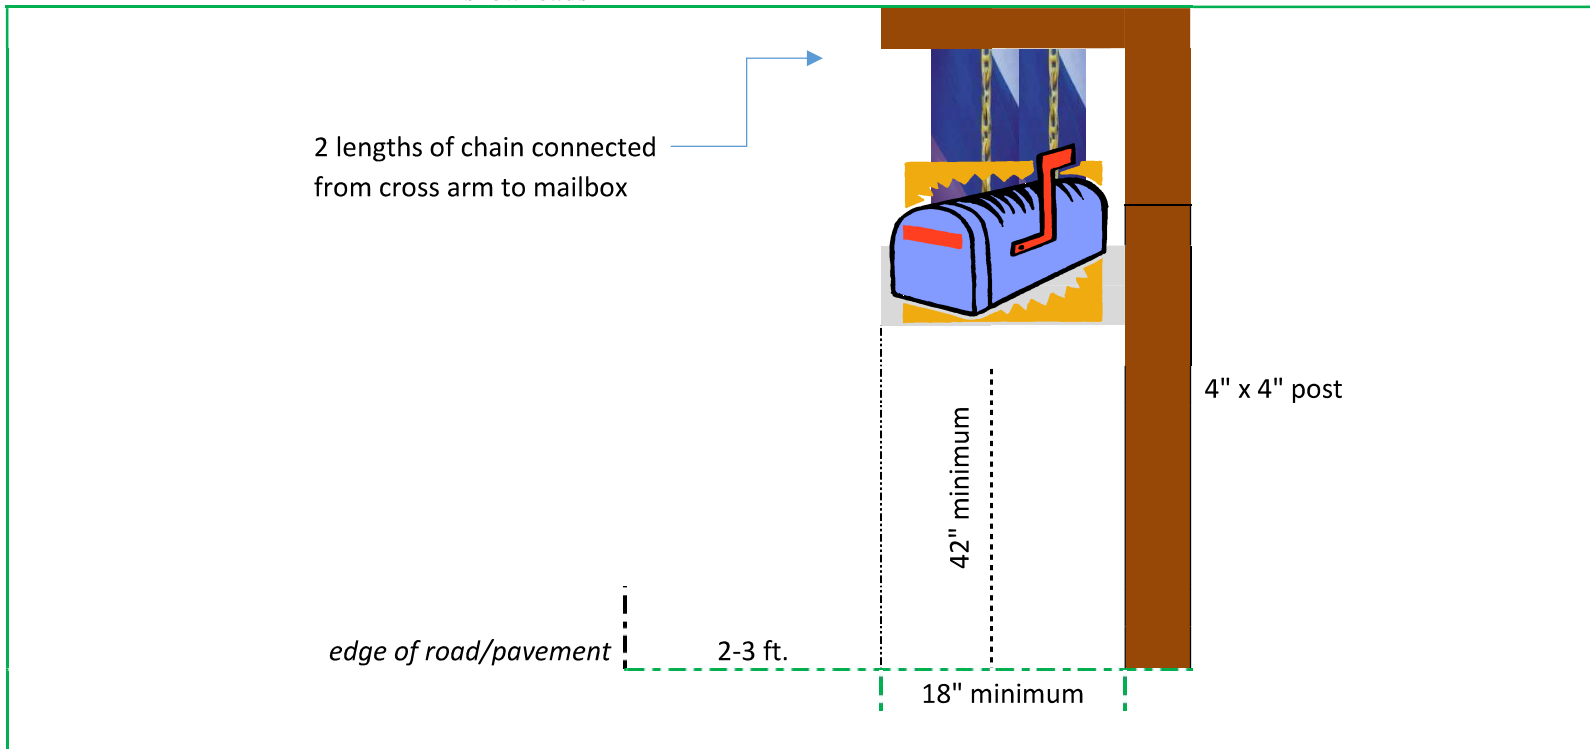 2 lengths of chain connected
from cross arm to mailbox
4" x 4" post
42" minimum
edge of road/pavement
2-3 ft.
18" minimum